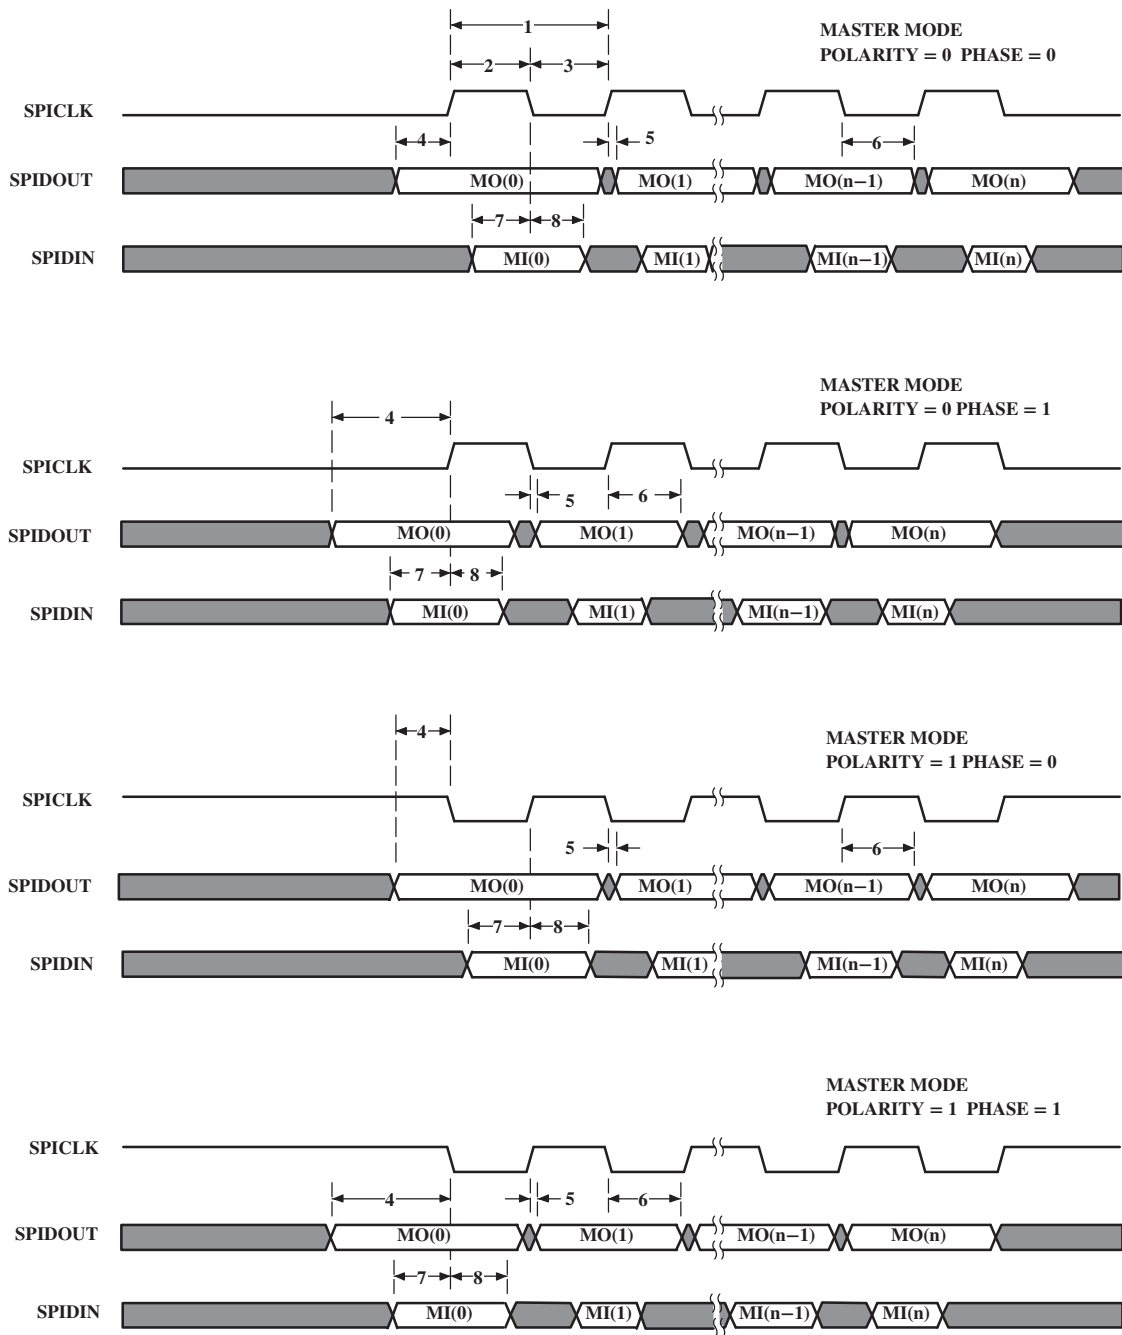 1
MASTER MODE
POLARITY = 0 PHASE = 0
2 3
SPICLK
4 5 6
SPIDOUT MO(0) MO(1) MO(n−1) MO(n)
7 8
SPIDIN MI(0) MI(1) MI(n−1) MI(n)
MASTER MODE
POLARITY = 0 PHASE = 1
4
SPICLK
5 6
SPIDOUT MO(0) MO(1) MO(n−1) MO(n)
7 8
SPIDIN MI(0) MI(1) MI(n−1) MI(n)
4
MASTER MODE
POLARITY = 1 PHASE = 0
SPICLK
5 6
SPIDOUT MO(0) MO(1) MO(n−1) MO(n)
7 8
SPIDIN MI(0) MI(1) MI(n−1) MI(n)
MASTER MODE
POLARITY = 1 PHASE = 1
SPICLK
4 5 6
SPIDOUT MO(0) MO(1) MO(n−1) MO(n)
7 8
SPIDIN MI(0) MI(1) MI(n−1) MI(n)